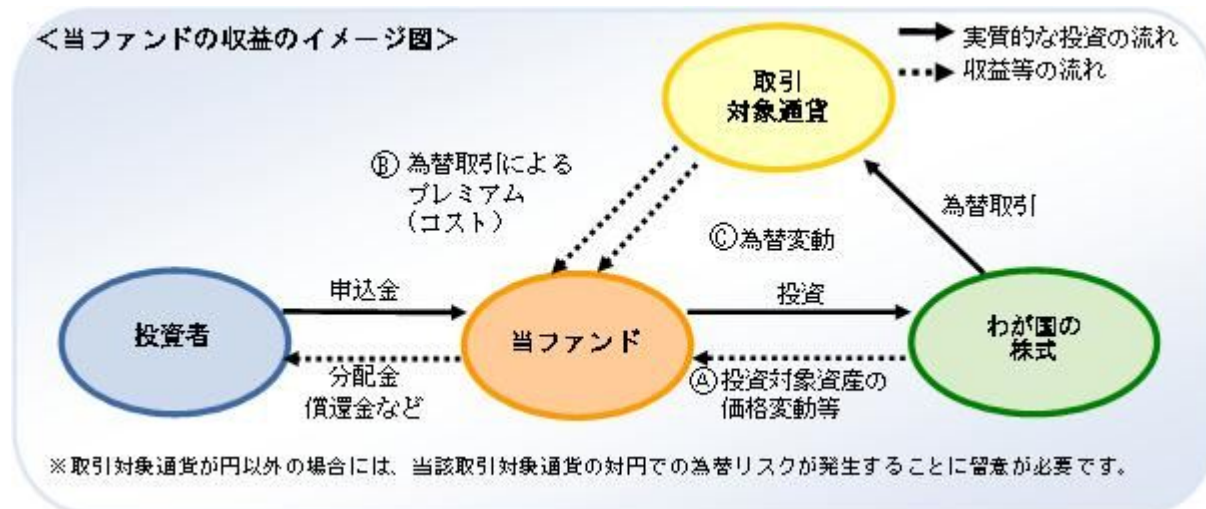 ＜当ファンドの収益のイメージ図＞
実質的な投資の流れ
収益等の流れ
取引
対象通貨
Ⓑ 為替取引による
プレミアム
（コスト）
為替取引
Ⓒ為替変動
申込金
投資
投資者
当ファンド
わが国の
株式
分配金
償還金など
Ⓐ投資対象資産の
価格変動等
※取引対象通貨が円以外の場合には、当該取引対象通貨の対円での為替リスクが発生することに留意が必要です。